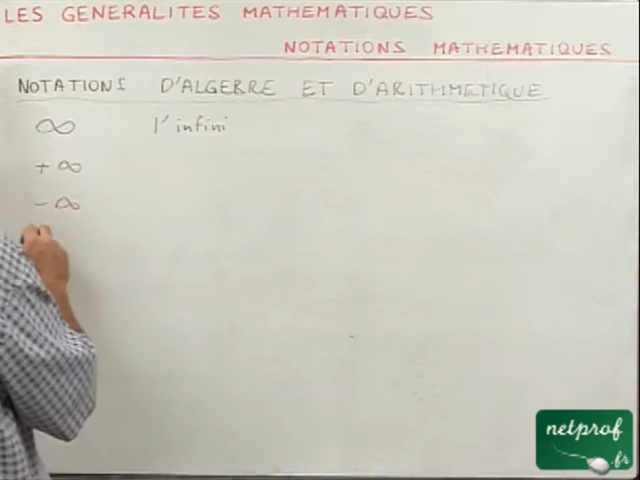 LES GENERALITES MATHEMATIQUES
NOTATIONS MATHEMATIQUES
NOTATIONS D'ALGEBRE ET D'ARITHMETIQUE
∞ l'infini
+ ∞
- ∞
netprof
.fr